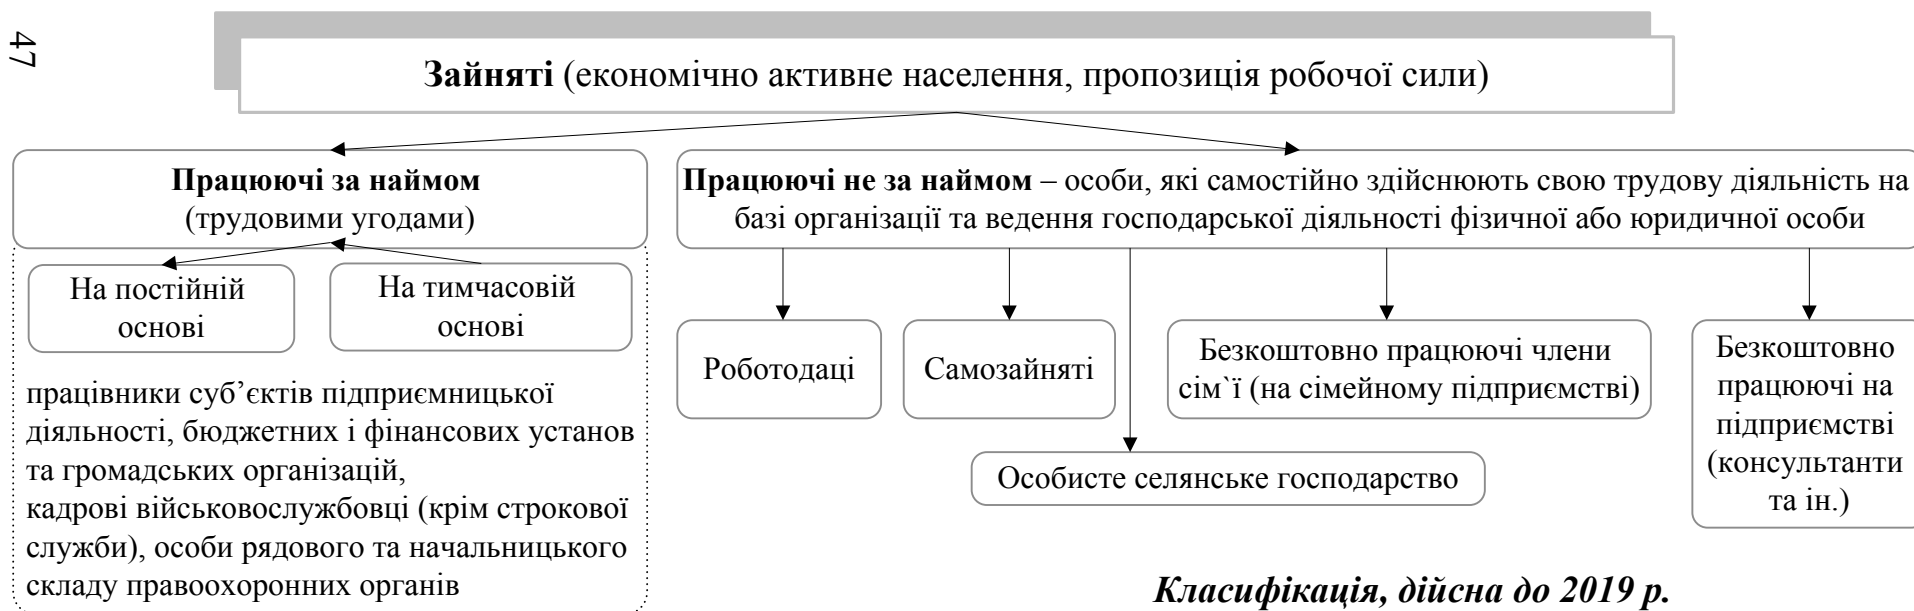 47
Зайняті (економічно активне населення, пропозиція робочої сили)
Працюючі за наймом
(трудовими угодами)
Працюючі не за наймом – особи, які самостійно здійснюють свою трудову діяльність на
базі організації та ведення господарської діяльності фізичної або юридичної особи
На постійній
основі
На тимчасовій
основі
працівники суб’єктів підприємницької
діяльності, бюджетних і фінансових установ
та громадських організацій,
кадрові військовослужбовці (крім строкової
служби), особи рядового та начальницького
складу правоохоронних органів
Роботодаці
Самозайняті
Безкоштовно працюючі члени
сім`ї (на сімейному підприємстві)
Безкоштовно
працюючі на
підприємстві
(консультанти
та ін.)
Особисте селянське господарство
Класифікація, дійсна до 2019 р.